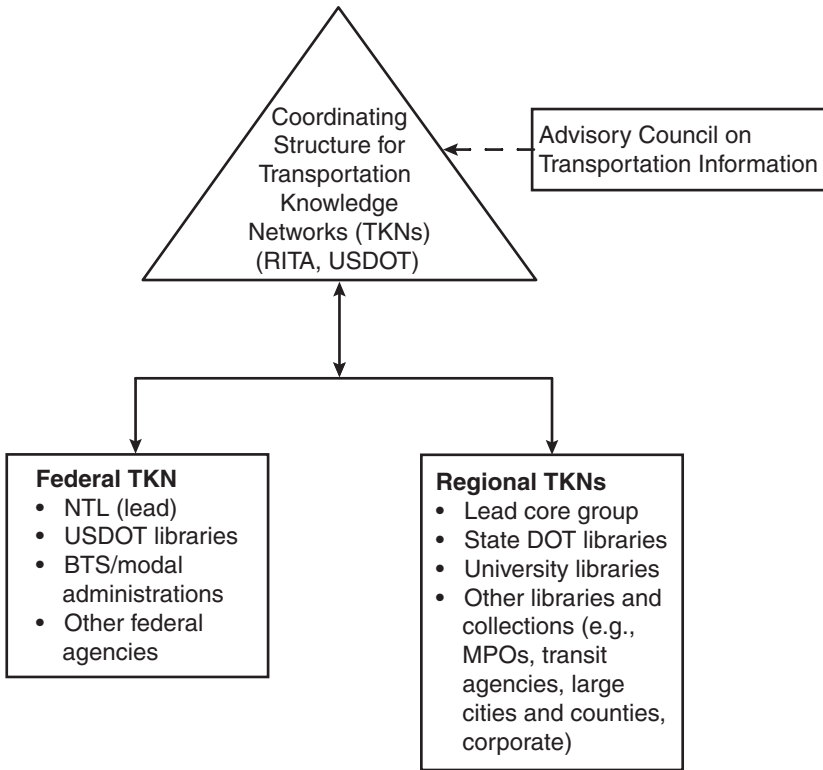 Coordinating
Structure for
Transportation
Knowledge
Networks (TKNs)
(RITA, USDOT)
Advisory Council on
Transportation Information
Federal TKN
• NTL (lead)
• USDOT libraries
• BTS/modal
administrations
• Other federal
agencies
Regional TKNs
• Lead core group
• State DOT libraries
• University libraries
• Other libraries and
collections (e.g.,
MPOs, transit
agencies, large
cities and counties,
corporate)